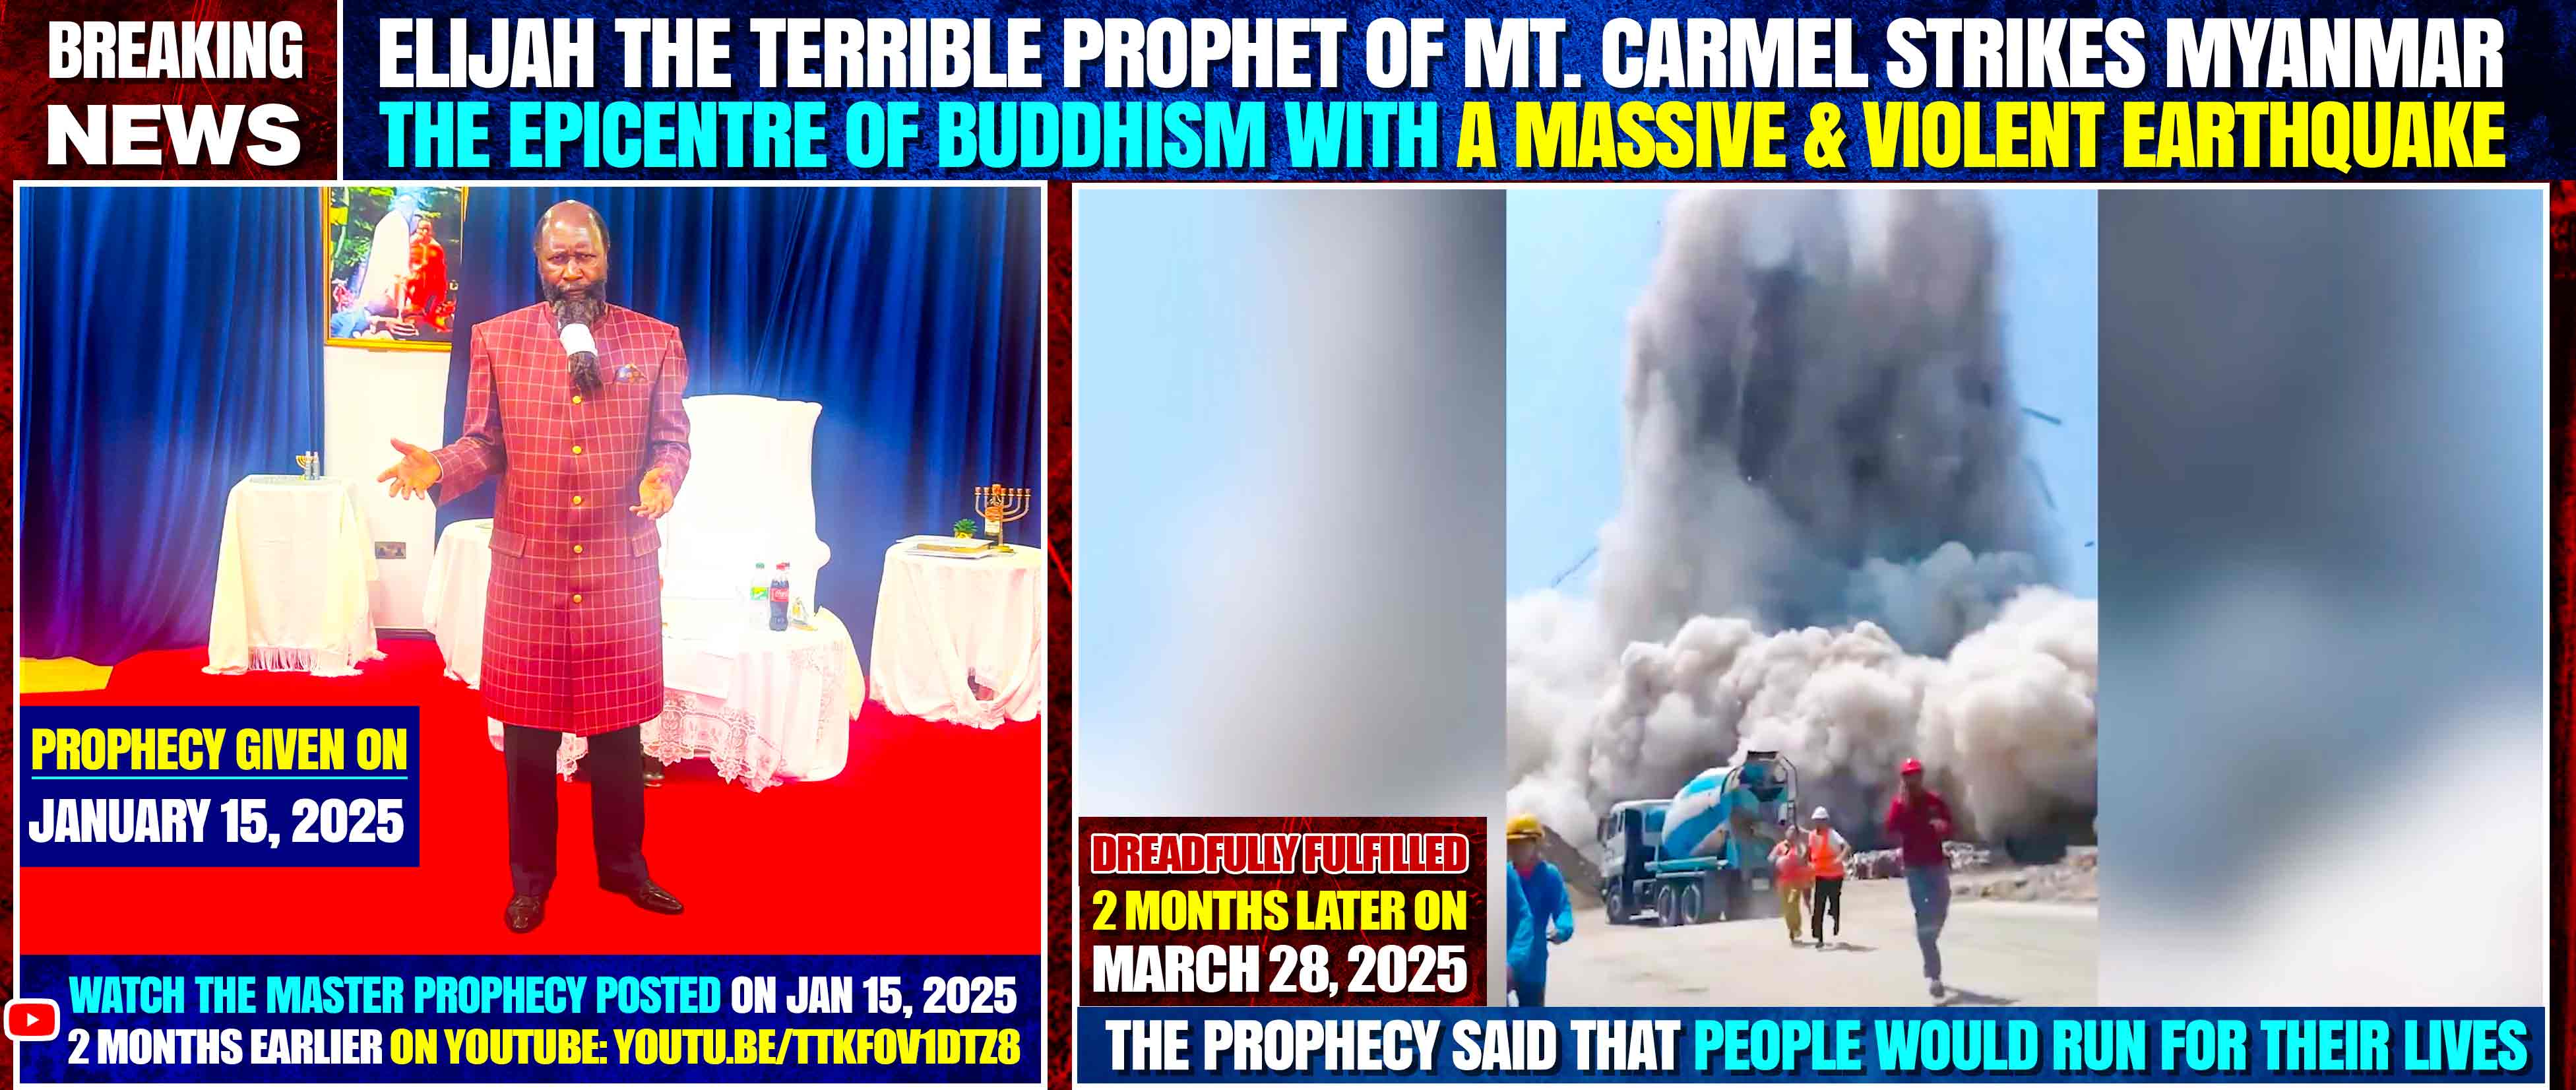 BREAKING
NEWS
ELIJAH THE TERRIBLE PROPHET OF MT. CARMEL STRIKES MYANMAR
THE EPICENTRE OF BUDDHISM WITH A MASSIVE & VIOLENT EARTHQUAKE
PROPHECY GIVEN ON
JANUARY 15, 2025
WATCH THE MASTER PROPHECY POSTED ON JAN 15, 2025
2 MONTHS EARLIER ON YOUTUBE: YOUTU.BE/TTKFOV1DTZ8
DREADFULLY FULFILLED
2 MONTHS LATER ON
MARCH 28, 2025
THE PROPHECY SAID THAT PEOPLE WOULD RUN FOR THEIR LIVES